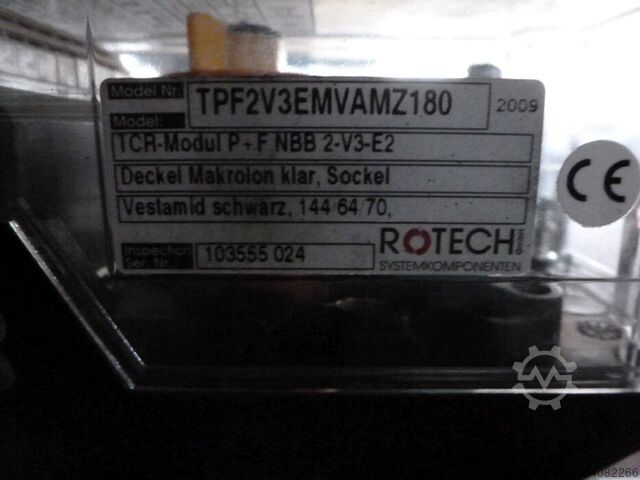 Model Nr: TPF2V3EMVAMZ180 2009
Model:
TCR-Modul P+F NBB 2-V3-E2
Deckel Makrolon klar, Sockel
Vestamid schwarz, 144 64 70,
Inspection
Ser Nr: 103555 024
ROTECH GmbH
SYSTEMKOMPONENTEN
CE